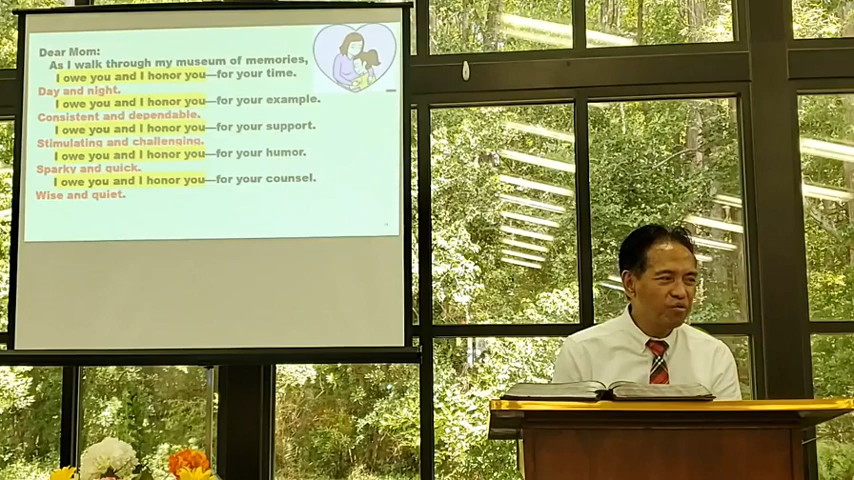 Dear Mom:
As I walk through my museum of memories,
I owe you and I honor you—for your time.
Day and night.
I owe you and I honor you—for your example.
Consistent and dependable.
I owe you and I honor you—for your support.
Stimulating and challenging.
I owe you and I honor you—for your humor.
Sparky and quick.
I owe you and I honor you—for your counsel.
Wise and quiet.